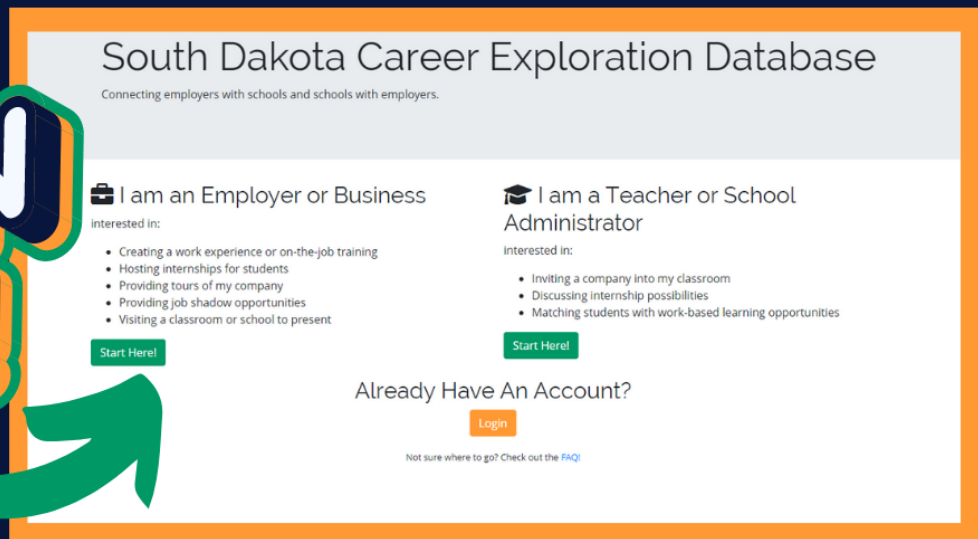 South Dakota Career Exploration Database
Connecting employers with schools and schools with employers.
I am an Employer or Business
interested in:
• Creating a work experience or on-the-job training
• Hosting internships for students
• Providing tours of my company
• Providing job shadow opportunities
• Visiting a classroom or school to present
Start Here!
I am a Teacher or School
Administrator
interested in:
• Inviting a company into my classroom
• Discussing internship possibilities
• Matching students with work-based learning opportunities
Start Here!
Already Have An Account?
Login
Not sure where to go? Check out the FAQ!